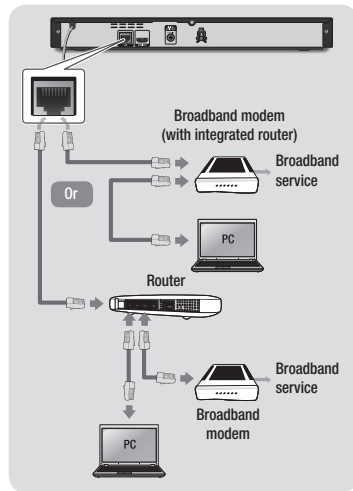 Broadband modem
(with integrated router)
Broadband
service
Or
PC
Router
Broadband
service
Broadband
modem
PC